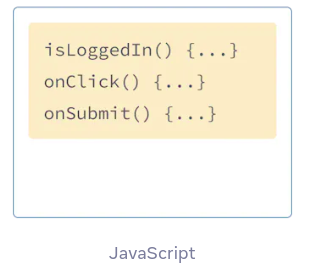 isLoggedIn() {...}
onClick() {...}
onSubmit() {...}
JavaScript